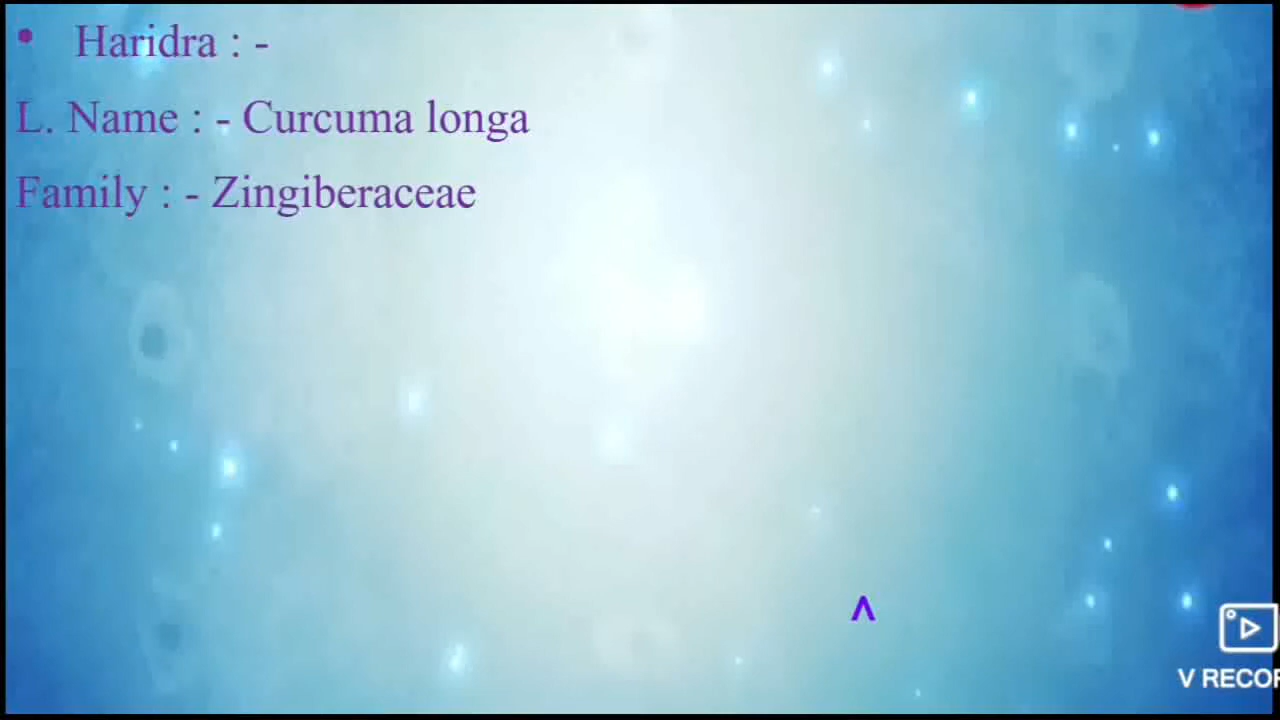 • Haridra : -
L. Name : - Curcuma longa
Family : - Zingiberaceae
^
V RECOR